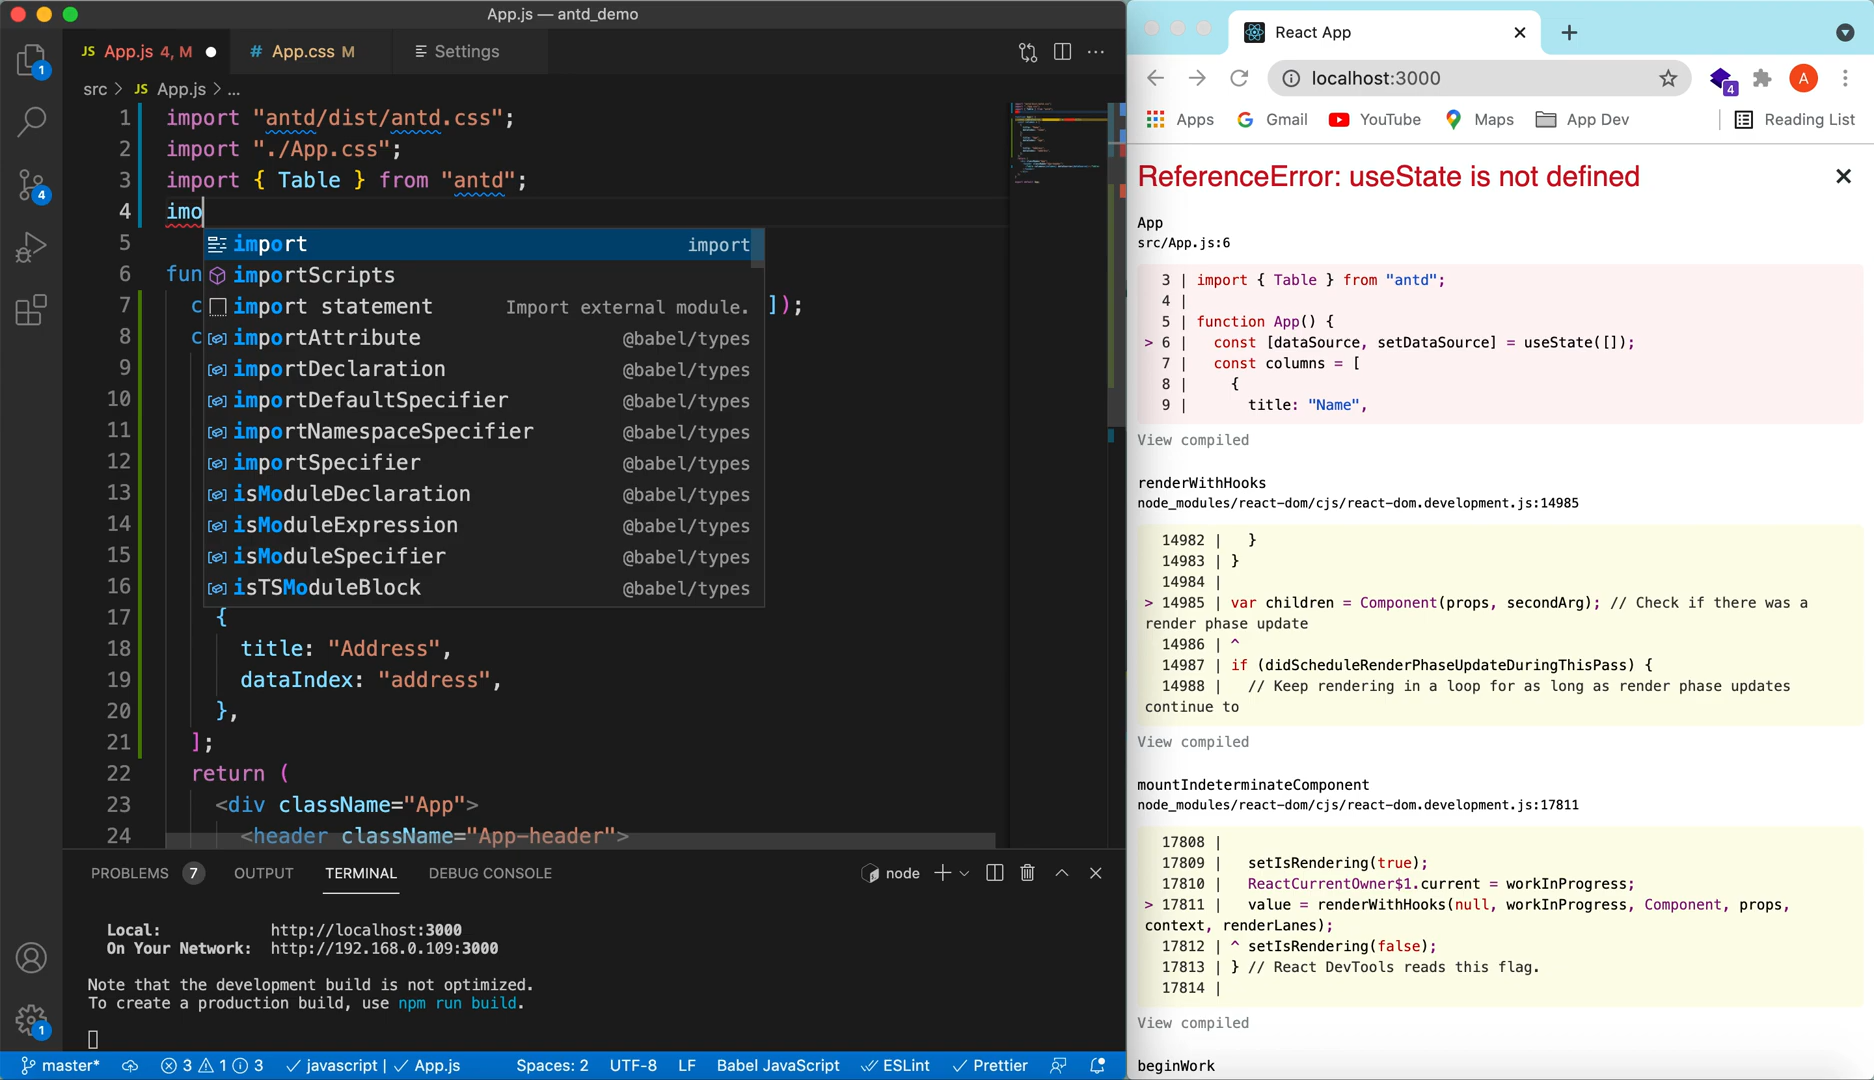 App.js — antd_demo
JS App.js 4, M
# App.css M
Settings
src > JS App.js > ...
1 import "antd/dist/antd.css";
2 import "./App.css";
3 import { Table } from "antd";
4 imo
5
6 fun
7 c ]);
8 c
9
10
11
12
13
14
15
16
17 {
18 title: "Address",
19 dataIndex: "address",
20 },
21 ];
22 return (
23 <div className="App">
24 <header className="App-header">
import import
importScripts
import statement Import external module.
importAttribute @babel/types
importDeclaration @babel/types
importDefaultSpecifier @babel/types
importNamespaceSpecifier @babel/types
importSpecifier @babel/types
isModuleDeclaration @babel/types
isModuleExpression @babel/types
isModuleSpecifier @babel/types
isTSModuleBlock @babel/types
1
4
1
PROBLEMS 7 OUTPUT TERMINAL DEBUG CONSOLE node
Local: http://localhost:3000
On Your Network: http://192.168.0.109:3000
Note that the development build is not optimized.
To create a production build, use npm run build.
master* 3 1 3 javascript | App.js Spaces: 2 UTF-8 LF Babel JavaScript ESLint Prettier
React App
localhost:3000
4
A
Apps Gmail YouTube Maps App Dev Reading List
ReferenceError: useState is not defined
App
src/App.js:6
3 | import { Table } from "antd";
4 |
5 | function App() {
> 6 | const [dataSource, setDataSource] = useState([]);
7 | const columns = [
8 | {
9 | title: "Name",
View compiled
renderWithHooks
node_modules/react-dom/cjs/react-dom.development.js:14985
14982 | }
14983 | }
14984 |
> 14985 | var children = Component(props, secondArg); // Check if there was a
render phase update
14986 | ^
14987 | if (didScheduleRenderPhaseUpdateDuringThisPass) {
14988 | // Keep rendering in a loop for as long as render phase updates
continue to
View compiled
mountIndeterminateComponent
node_modules/react-dom/cjs/react-dom.development.js:17811
17808 |
17809 | setIsRendering(true);
17810 | ReactCurrentOwner$1.current = workInProgress;
> 17811 | value = renderWithHooks(null, workInProgress, Component, props,
context, renderLanes);
17812 | ^ setIsRendering(false);
17813 | } // React DevTools reads this flag.
17814 |
View compiled
beginWork